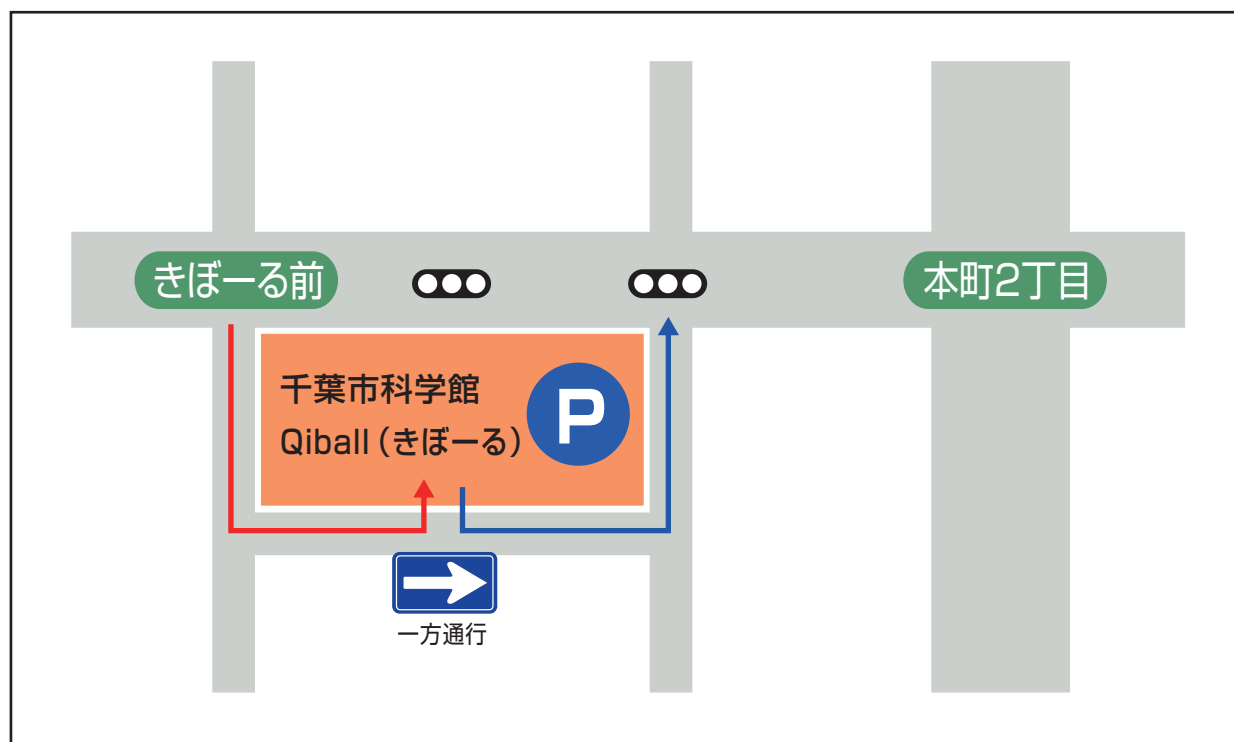 きぼーる前
本町2丁目
千葉市科学館
Qiball（きぼーる）
P
一方通行